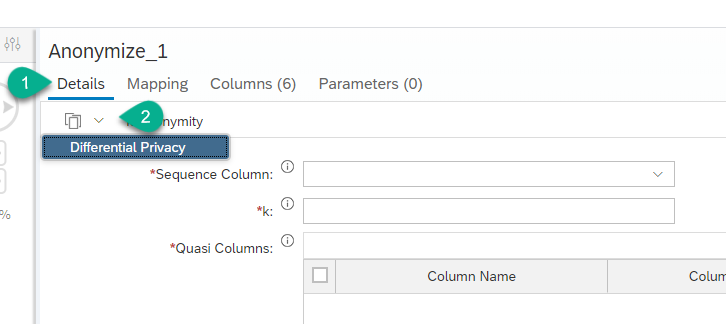 Anonymize_1
1 Details Mapping Columns (6) Parameters (0)
2
Differential Privacy
*Sequence Column:
*k:
*Quasi Columns:
%
Column Name